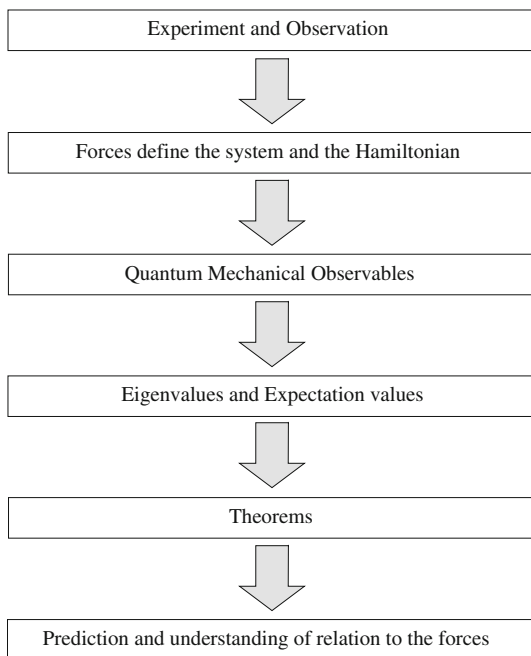 Experiment and Observation
Forces define the system and the Hamiltonian
Quantum Mechanical Observables
Eigenvalues and Expectation values
Theorems
Prediction and understanding of relation to the forces